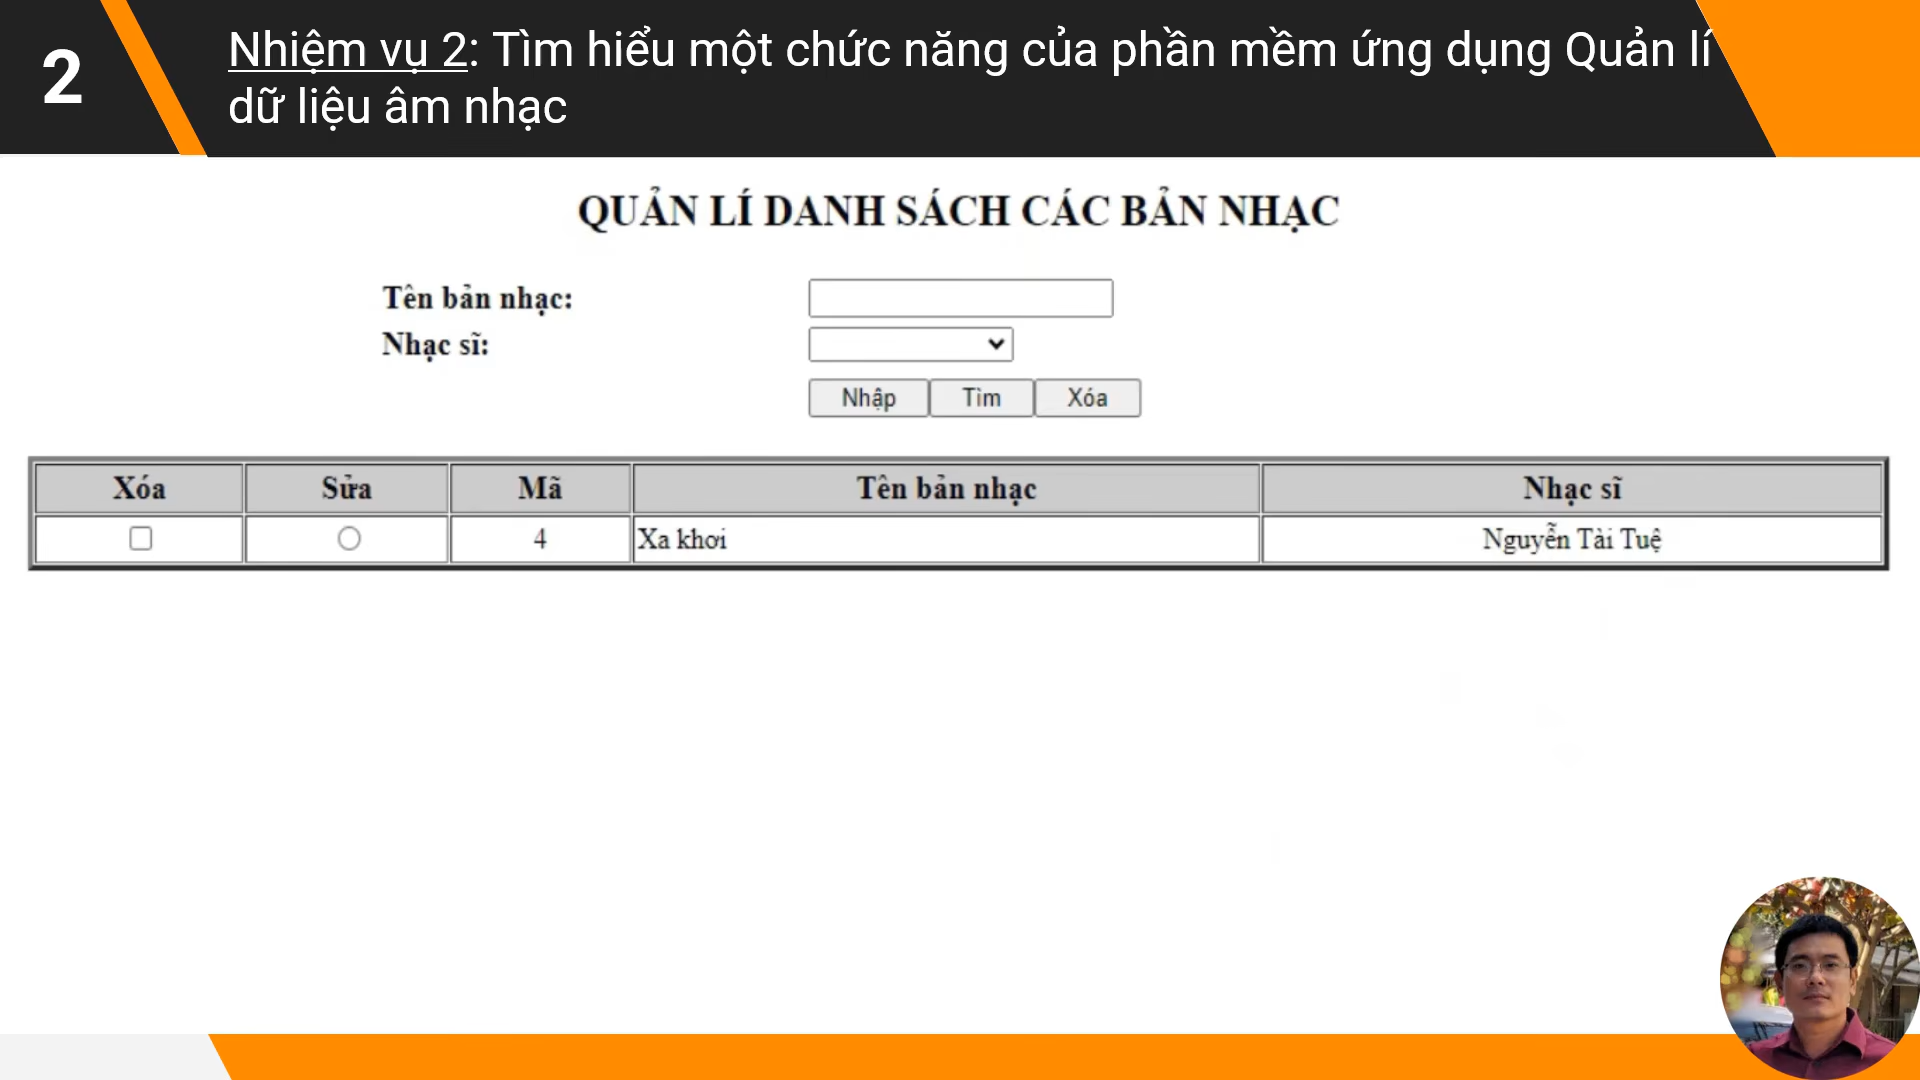 2
Nhiệm vụ 2: Tìm hiểu một chức năng của phần mềm ứng dụng Quản lí
dữ liệu âm nhạc
QUẢN LÍ DANH SÁCH CÁC BẢN NHẠC
Tên bản nhạc:
Nhạc sĩ:
Nhập Tìm Xóa
Xóa Sửa Mã Tên bản nhạc Nhạc sĩ
4 Xa khơi Nguyễn Tài Tuệ